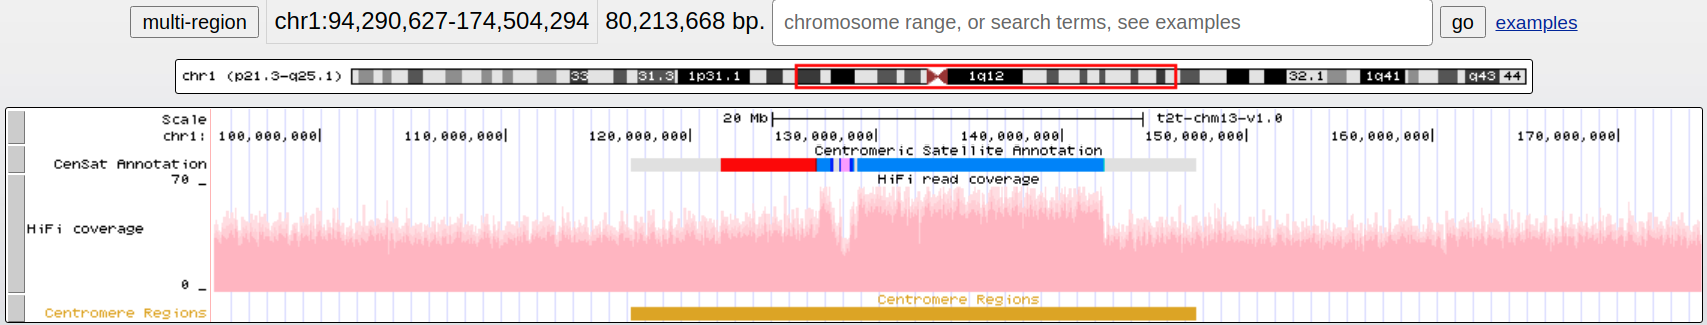 multi-region chr1:94,290,627-174,504,294 80,213,668 bp. chromosome range, or search terms, see examples go examples
chr1 (p21.3-q25.1) 33 31.3 1p31.1 1q12 32.1 1q41 q43 44
Scale 20 Mb t2t-chm13-v1.0
chr1: 100,000,000 110,000,000 120,000,000 130,000,000 140,000,000 150,000,000 160,000,000 170,000,000
Centromeric Satellite Annotation
CenSat Annotation
70 _ HiFi read coverage
HiFi coverage
0 _
Centromere Regions
Centromere Regions